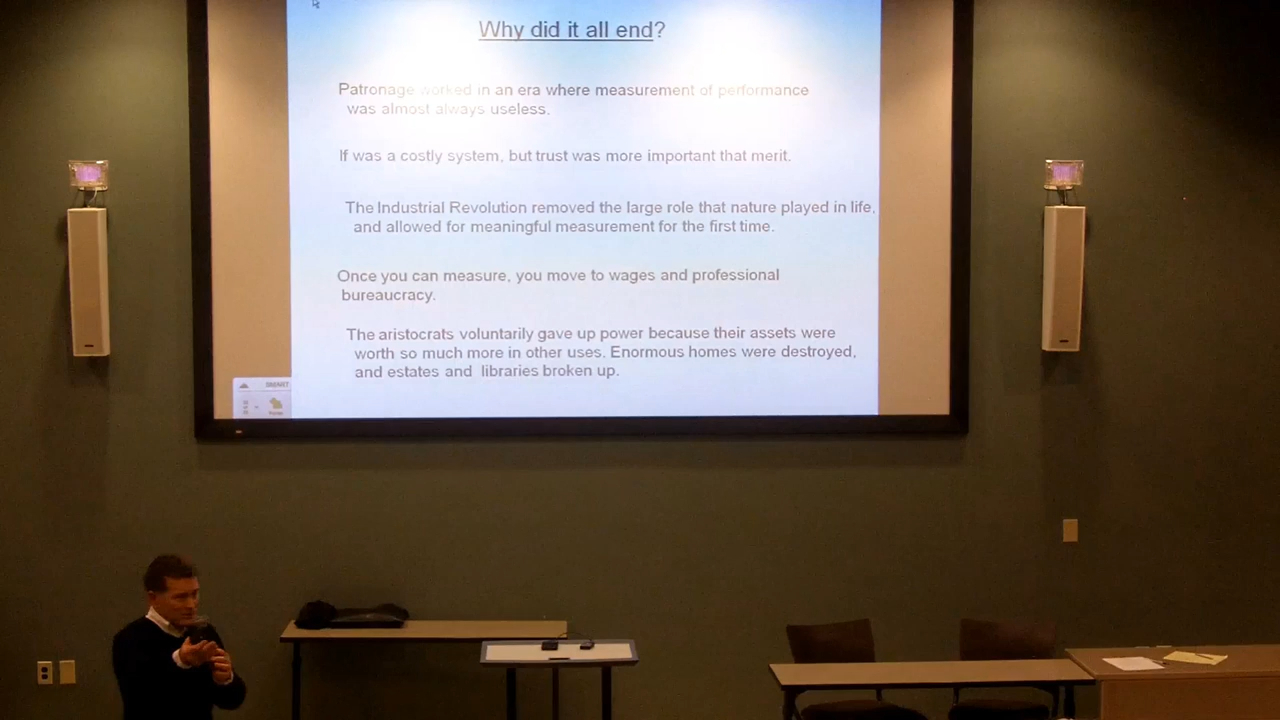 Why did it all end?
Patronage worked in an era where measurement of performance
was almost always useless.
If was a costly system, but trust was more important that merit.
The Industrial Revolution removed the large role that nature played in life,
and allowed for meaningful measurement for the first time.
Once you can measure, you move to wages and professional
bureaucracy.
The aristocrats voluntarily gave up power because their assets were
worth so much more in other uses. Enormous homes were destroyed,
and estates and libraries broken up.
SMART